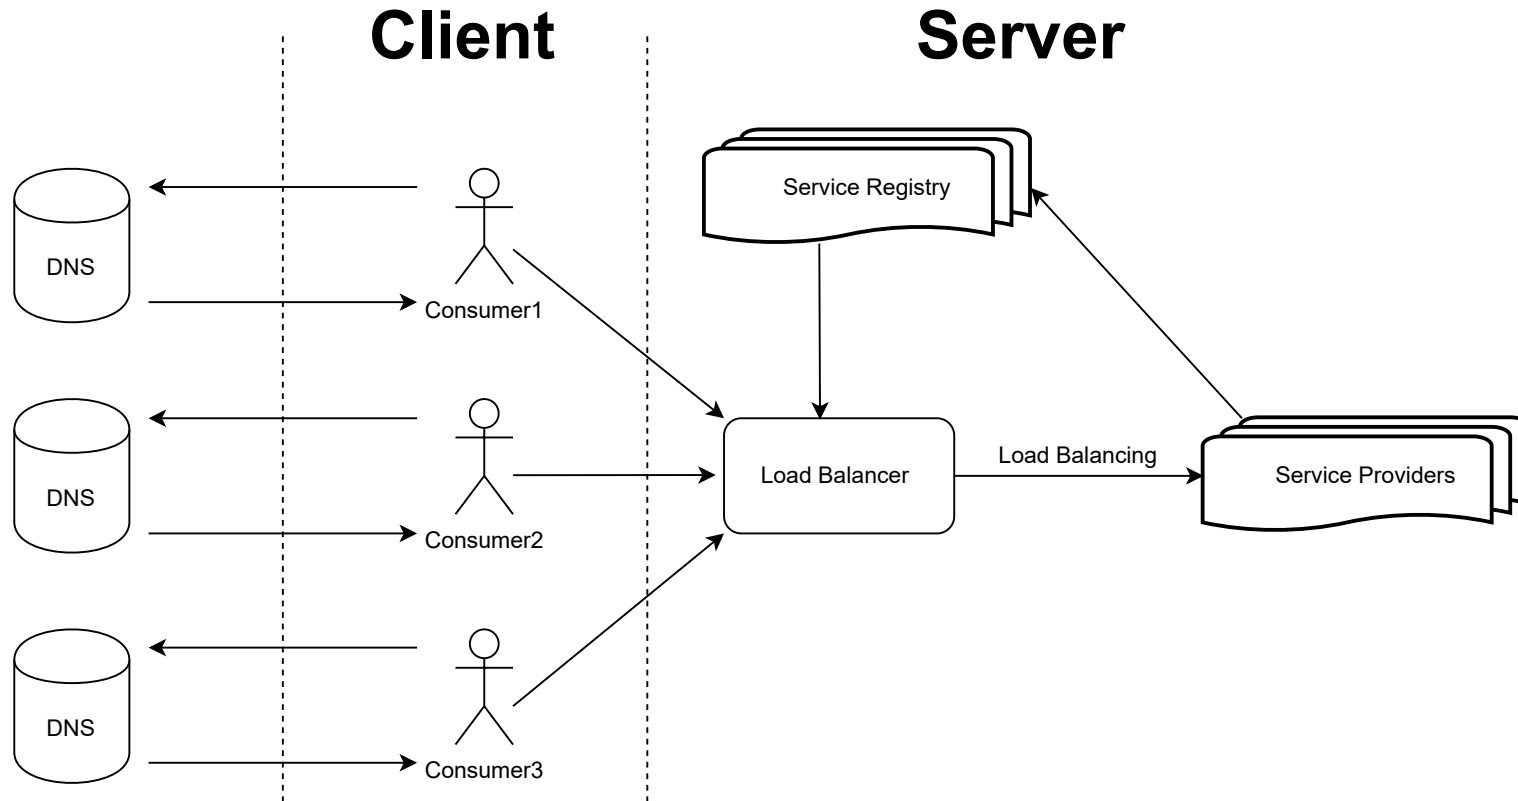 Client
Server
Service Registry
DNS
Consumer1
DNS
Consumer2
Load Balancer
Load Balancing
Service Providers
DNS
Consumer3